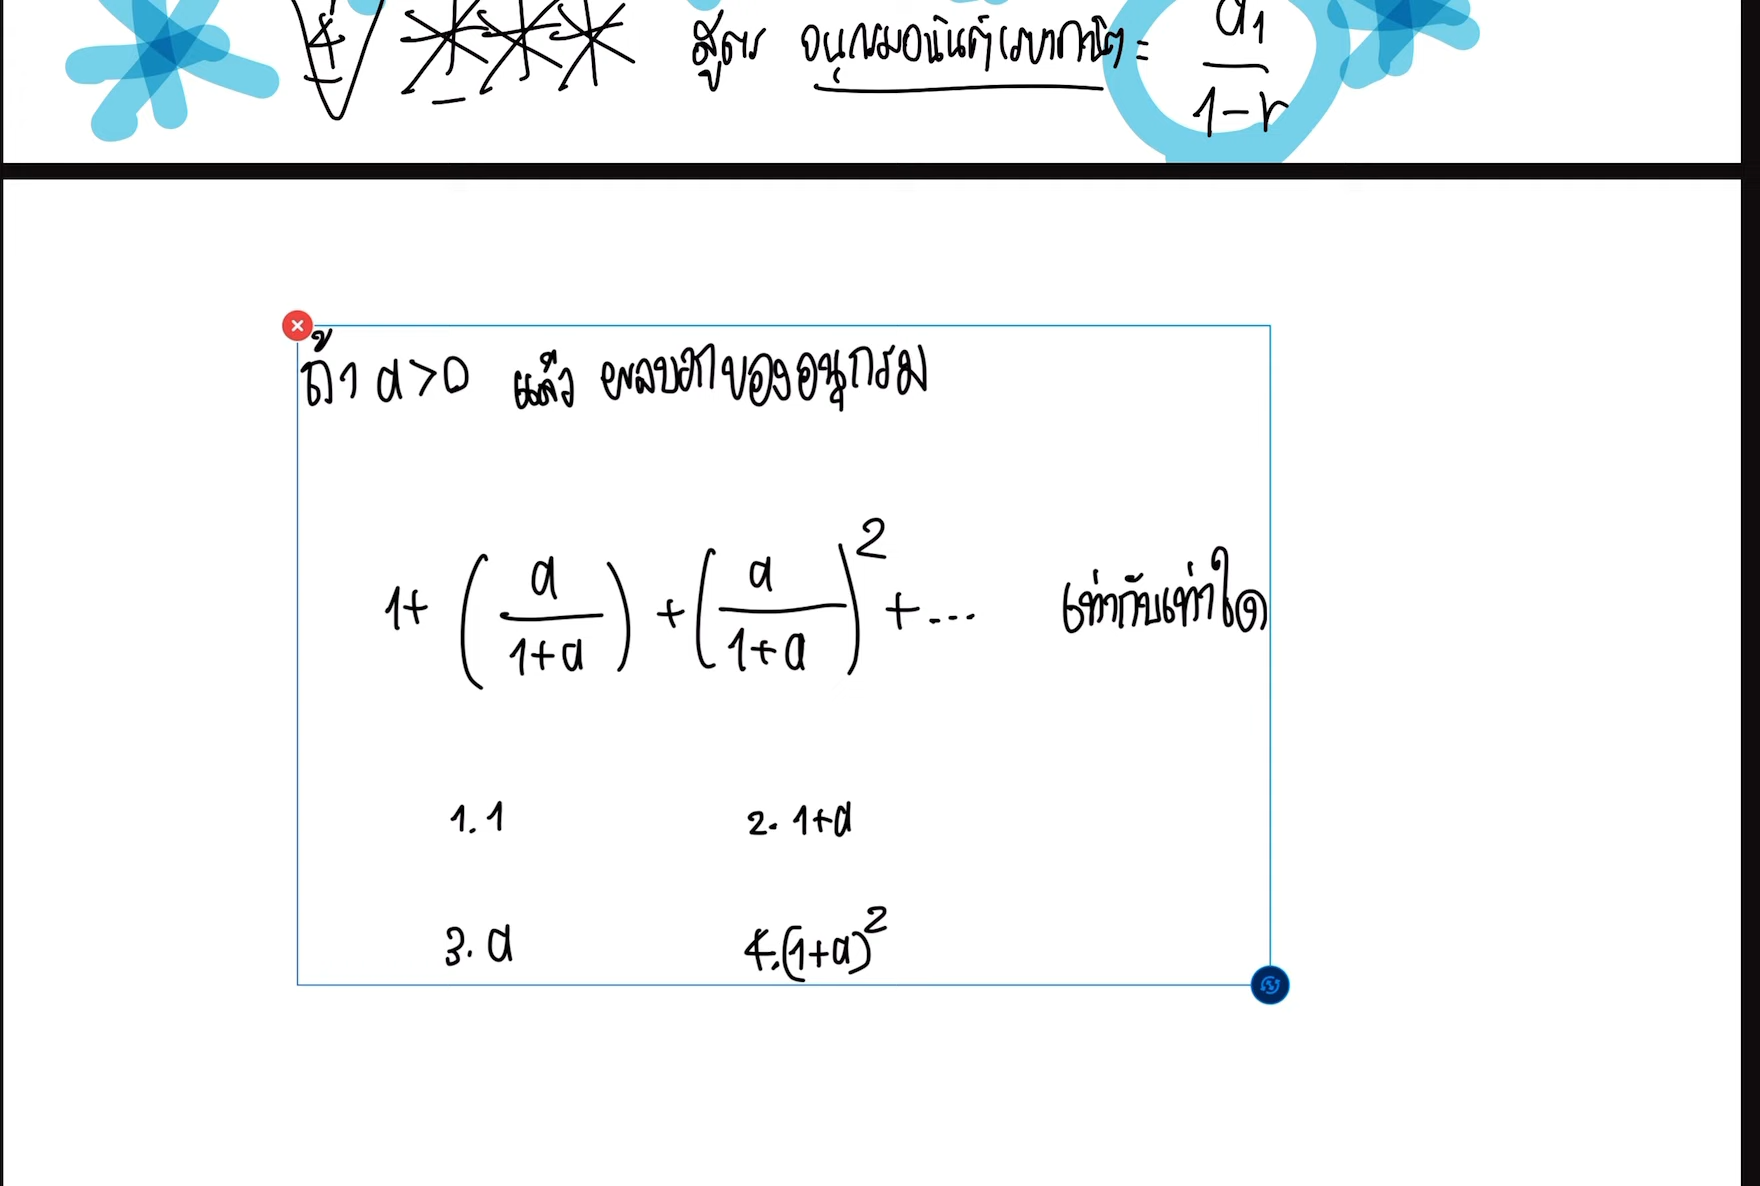 4 สูตร อนุกรมอนันต์เรขาคณิต = a₁/(1-r)
ถ้า a>0 แล้ว ผลบวกของอนุกรม
1+ (a/(1+a)) + (a/(1+a))² +... เท่ากับเท่าใด
1. 1 2. 1+a
3. a 4. (1+a)²